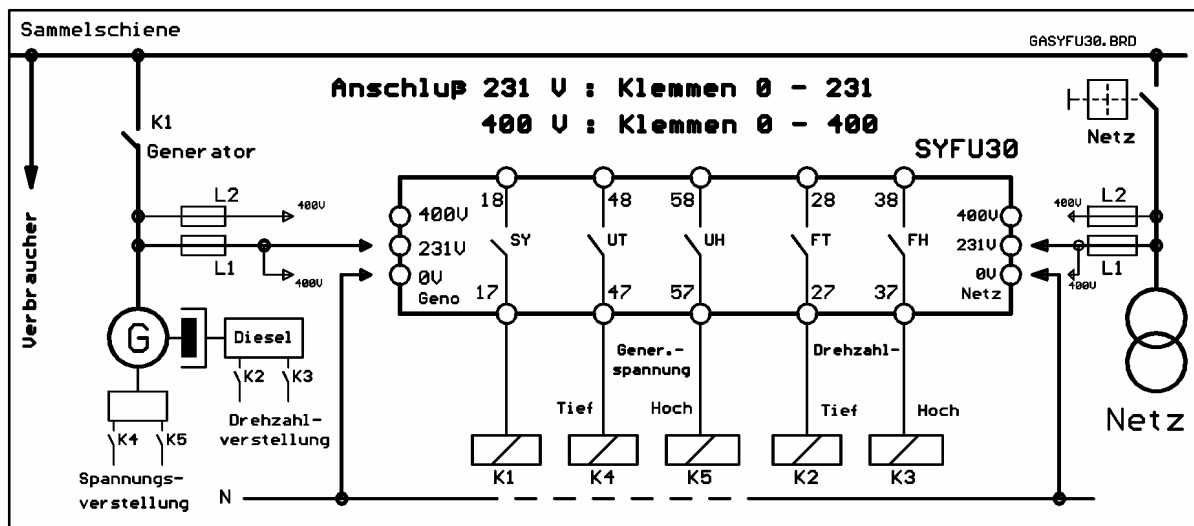 Sammelschiene
GASYFU30.BRD
Anschluβ 231 V : Klemmen 0 - 231
400 V : Klemmen 0 - 400
K1
Generator
Netz
SYFU30
Verbraucher
L2
400V
L1
400V
400V
231V
0V
Geno
18
48
58
28
38
SY
UT
UH
FT
FH
17
47
57
27
37
400V
231V
0V
Netz
400V
L2
L1
400V
G
Diesel
K2
K3
Drehzahl-
verstellung
K4
K5
Spannungs-
verstellung
Gener.-
spannung
Drehzahl-
Tief
Hoch
Tief
Hoch
K1
K4
K5
K2
K3
Netz
N